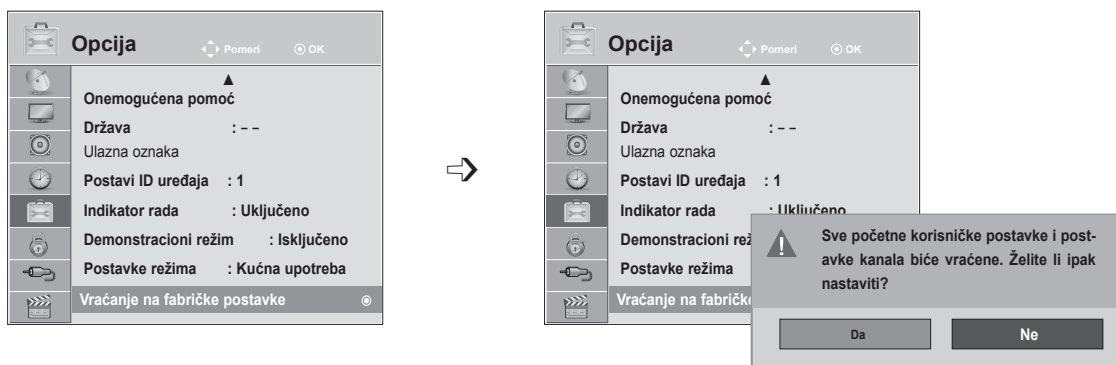 Opcija
Pomeri
OK
Onemogućena pomoć
Država : – –
Ulazna oznaka
Postavi ID uređaja : 1
Indikator rada : Uključeno
Demonstracioni režim : Isključeno
Postavke režima : Kućna upotreba
Vraćanje na fabričke postavke
Opcija
Pomeri
OK
Onemogućena pomoć
Država : – –
Ulazna oznaka
Postavi ID uređaja : 1
Indikator rada : Uključeno
Demonstracioni rež
Postavke režima
Vraćanje na fabričk
Sve početne korisničke postavke i post-
avke kanala biće vraćene. Želite li ipak
nastaviti?
Da
Ne